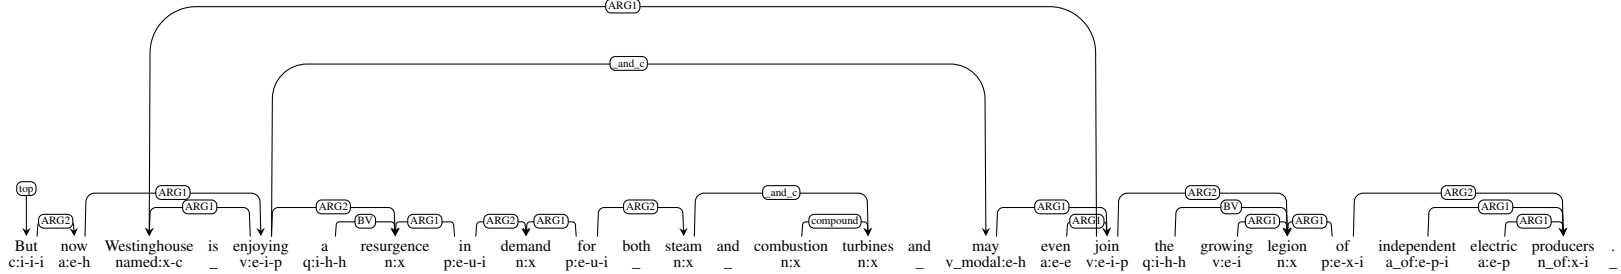 ARG1
_and_c
top
ARG1 _and_c ARG2 ARG2
ARG2 ARG1 ARG2 BV ARG1 ARG2 ARG1 ARG2 compound ARG1 ARG1 BV ARG1 ARG1 ARG1 ARG1
But now Westinghouse is enjoying a resurgence in demand for both steam and combustion turbines and may even join the growing legion of independent electric producers .
c:i-i-i a:e-h named:x-c _ v:e-i-p q:i-h-h n:x p:e-u-i n:x p:e-u-i _ n:x _ n:x n:x _ v_modal:e-h a:e-e v:e-i-p q:i-h-h v:e-i n:x p:e-x-i a_of:e-p-i a:e-p n_of:x-i _